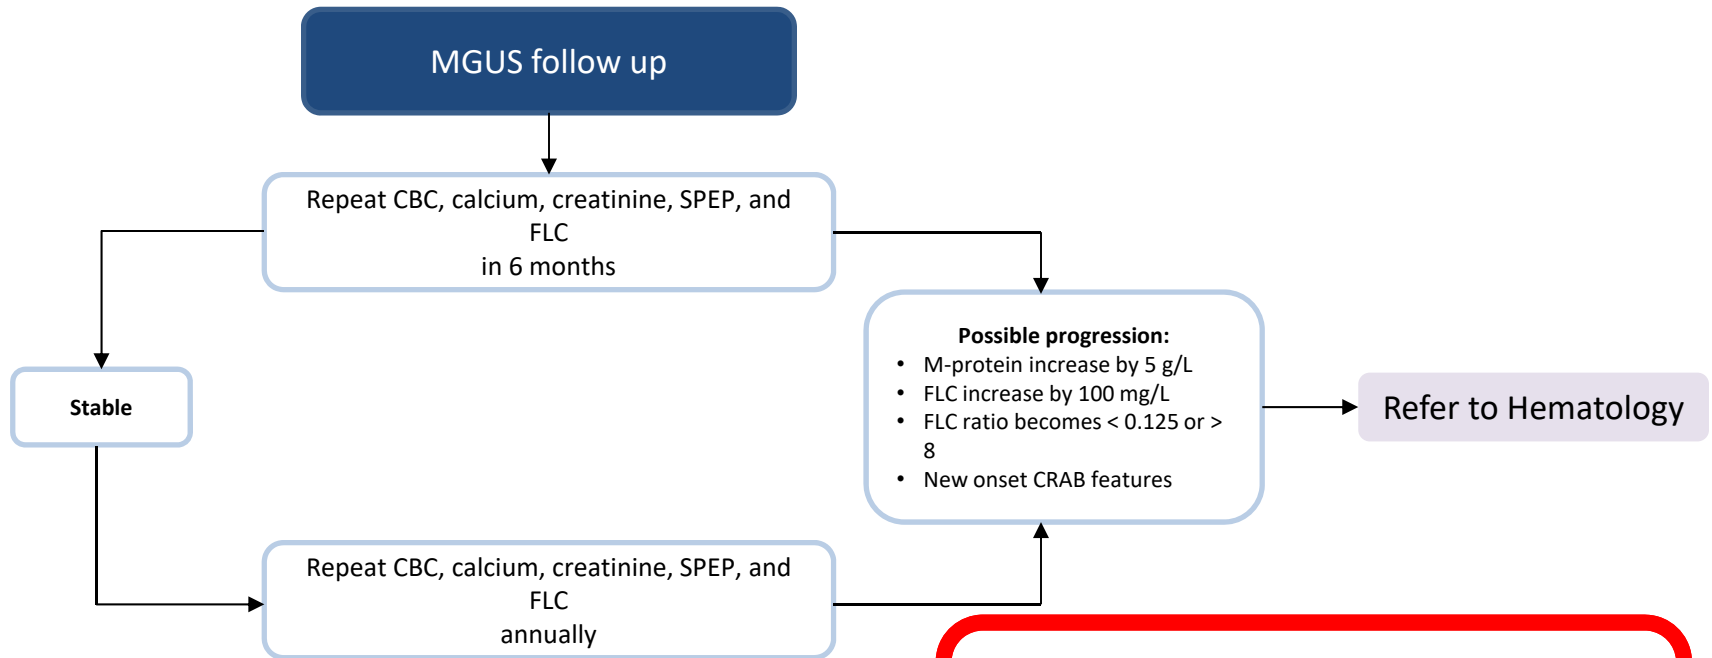 MGUS follow up
Repeat CBC, calcium, creatinine, SPEP, and
FLC
in 6 months
Possible progression:
• M-protein increase by 5 g/L
• FLC increase by 100 mg/L
• FLC ratio becomes < 0.125 or >
8
• New onset CRAB features
Stable
Refer to Hematology
Repeat CBC, calcium, creatinine, SPEP, and
FLC
annually